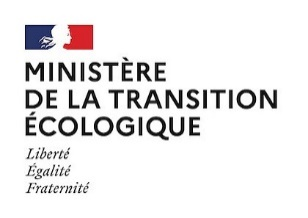 MINISTÈRE
DE LA TRANSITION
ÉCOLOGIQUE
Liberté
Égalité
Fraternité